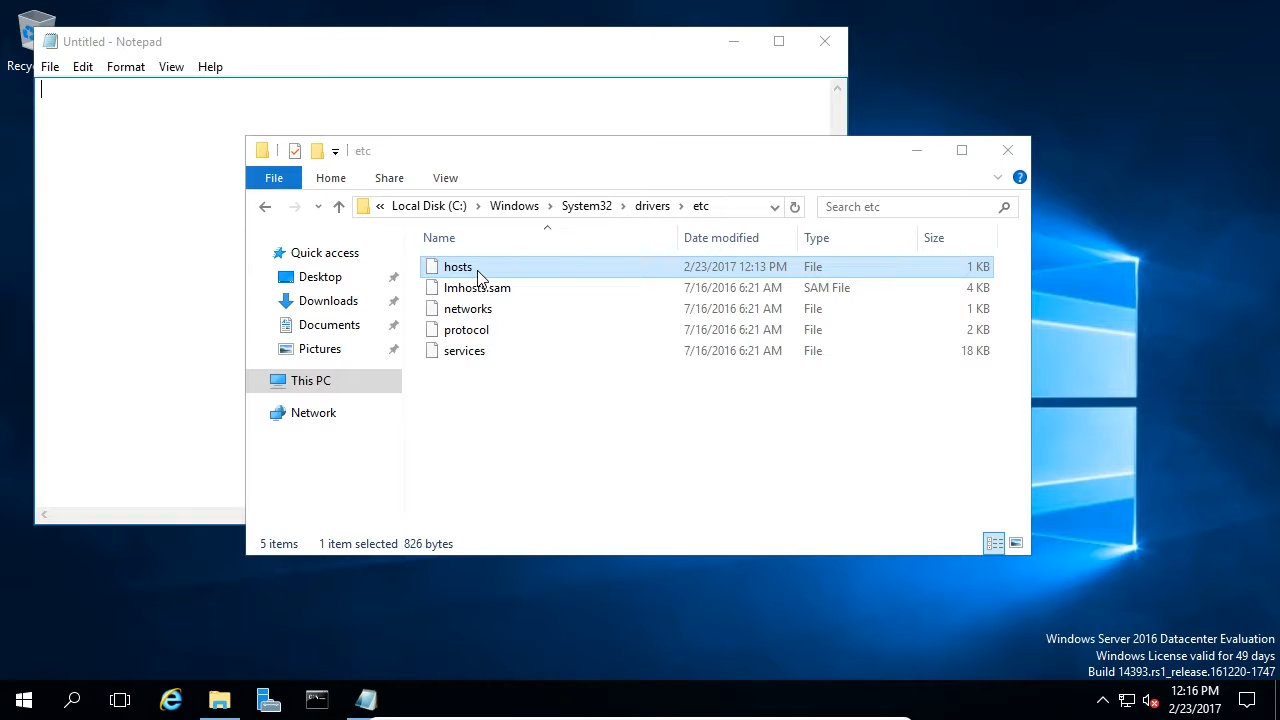 Untitled - Notepad
File Edit Format View Help
etc
File Home Share View
« Local Disk (C:) > Windows > System32 > drivers > etc
Search etc
Name Date modified Type Size
Quick access
Desktop
Downloads
Documents
Pictures
This PC
Network
hosts 2/23/2017 12:13 PM File 1 KB
lmhosts.sam 7/16/2016 6:21 AM SAM File 4 KB
networks 7/16/2016 6:21 AM File 1 KB
protocol 7/16/2016 6:21 AM File 2 KB
services 7/16/2016 6:21 AM File 18 KB
5 items 1 item selected 826 bytes
Windows Server 2016 Datacenter Evaluation
Windows License valid for 49 days
Build 14393.rs1_release.161220-1747
12:16 PM
2/23/2017